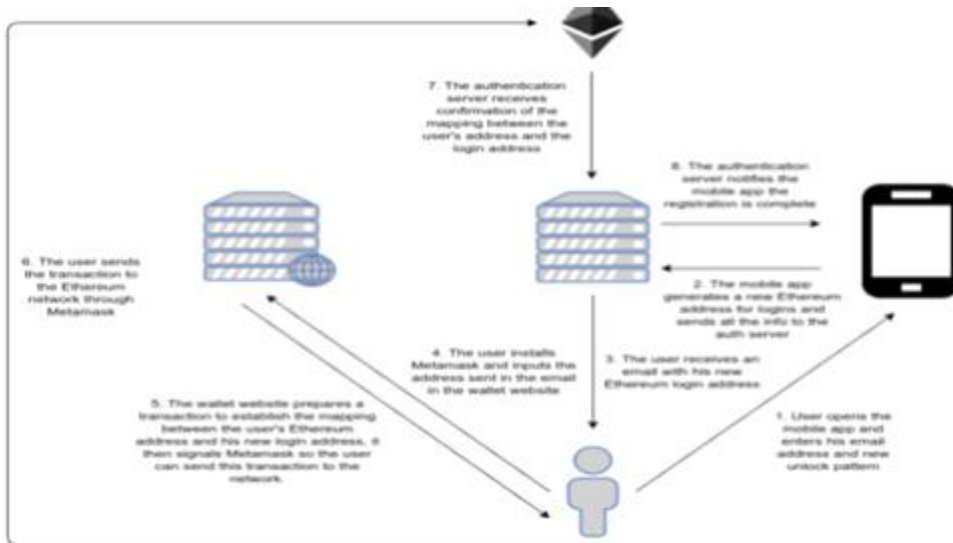 7. The authentication
server receives
confirmation of the
mapping between the
user's address and the
login address
8. The authentication
server notifies the
mobile app the
registration is complete
6. The user sends
the transaction to
the Ethereum
network through
Metamask
2. The mobile app
generates a new Ethereum
address for logins and
sends all the info to the
auth server
4. The user installs
Metamask and inputs the
address sent in the email
in the wallet website
3. The user receives an
email with his new
Ethereum login address
5. The wallet website prepares a
transaction to establish the mapping
between the user's Ethereum
address and his new login address. It
then signals Metamask so the user
can send this transaction to the
network.
1. User opens the
mobile app and
enters his email
address and new
unlock pattern